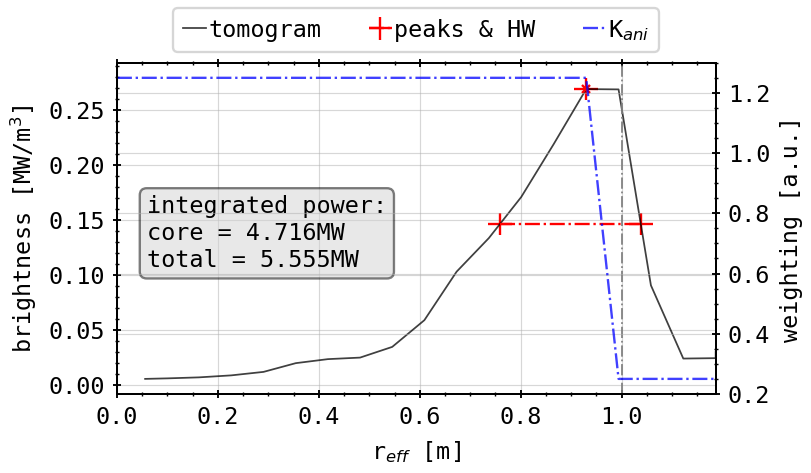 tomogram peaks & HW K_ani
brightness [MW/m³]
0.25
0.20
0.15
0.10
0.05
0.00
integrated power:
core = 4.716MW
total = 5.555MW
1.2
1.0
0.8
0.6
0.4
0.2
weighting [a.u.]
0.0 0.2 0.4 0.6 0.8 1.0
r_eff [m]